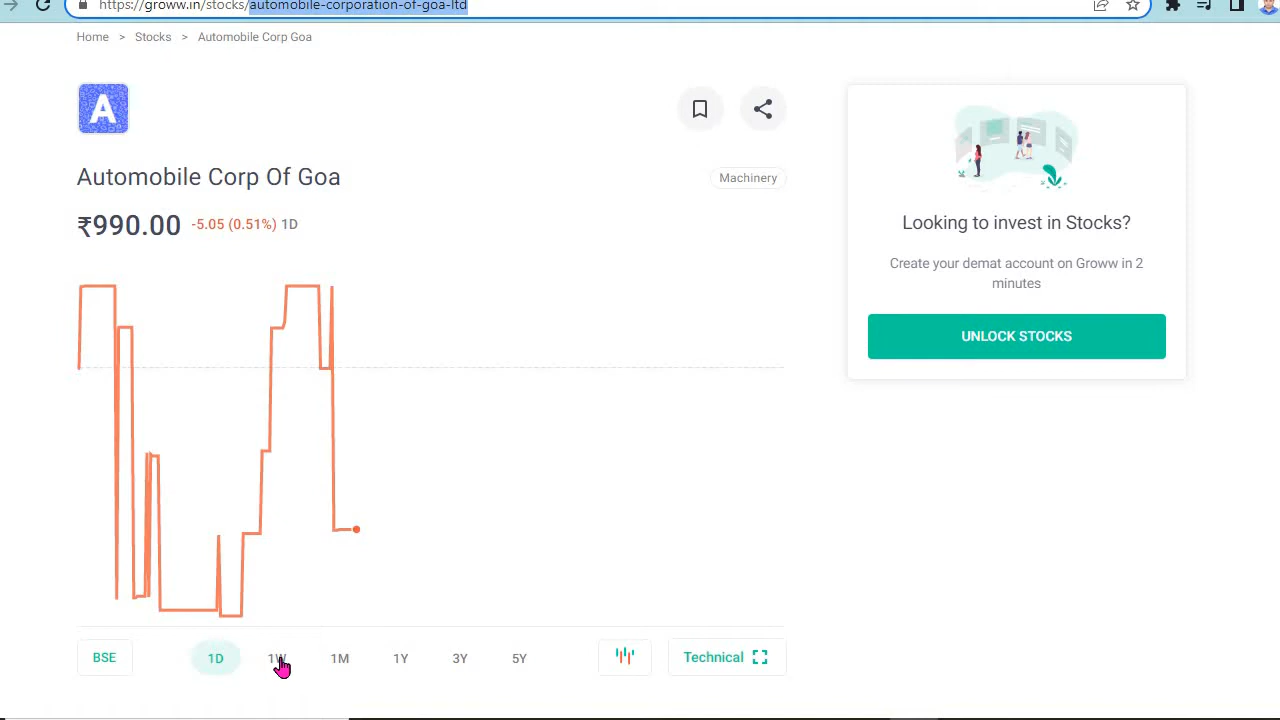 https://groww.in/stocks/automobile-corporation-of-goa-ltd
Home > Stocks > Automobile Corp Goa
A
Automobile Corp Of Goa
Machinery
₹990.00 -5.05 (0.51%) 1D
Looking to invest in Stocks?
Create your demat account on Groww in 2
minutes
UNLOCK STOCKS
BSE 1D 1W 1M 1Y 3Y 5Y Technical